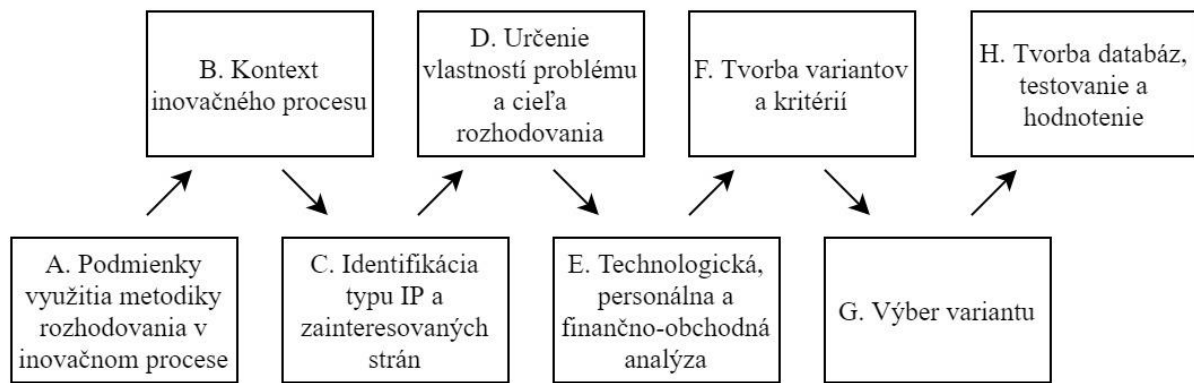 A. Podmienky
využitia metodiky
rozhodovania v
inovačnom procese
B. Kontext
inovačného procesu
C. Identifikácia
typu IP a
zainteresovaných
strán
D. Určenie
vlastností problému
a cieľa
rozhodovania
E. Technologická,
personálna a
finančno-obchodná
analýza
F. Tvorba variantov
a kritérií
G. Výber variantu
H. Tvorba databáz,
testovanie a
hodnotenie